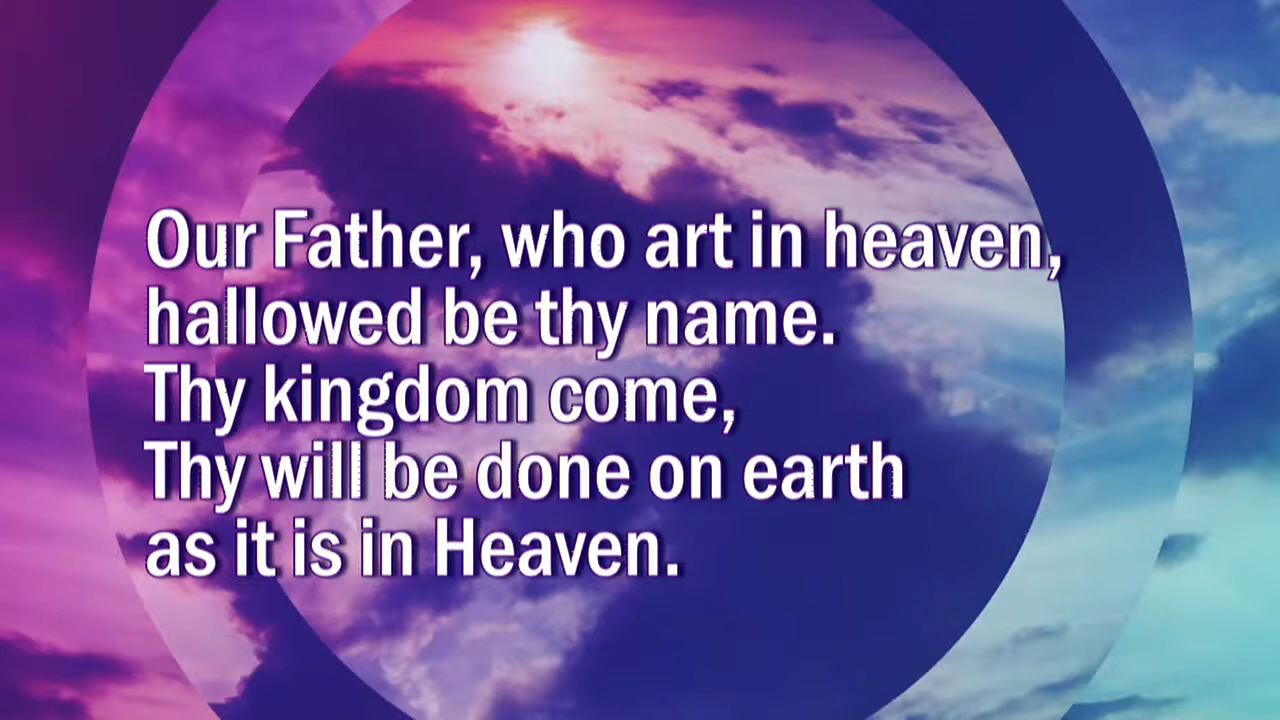 Our Father, who art in heaven,
hallowed be thy name.
Thy kingdom come,
Thy will be done on earth
as it is in Heaven.